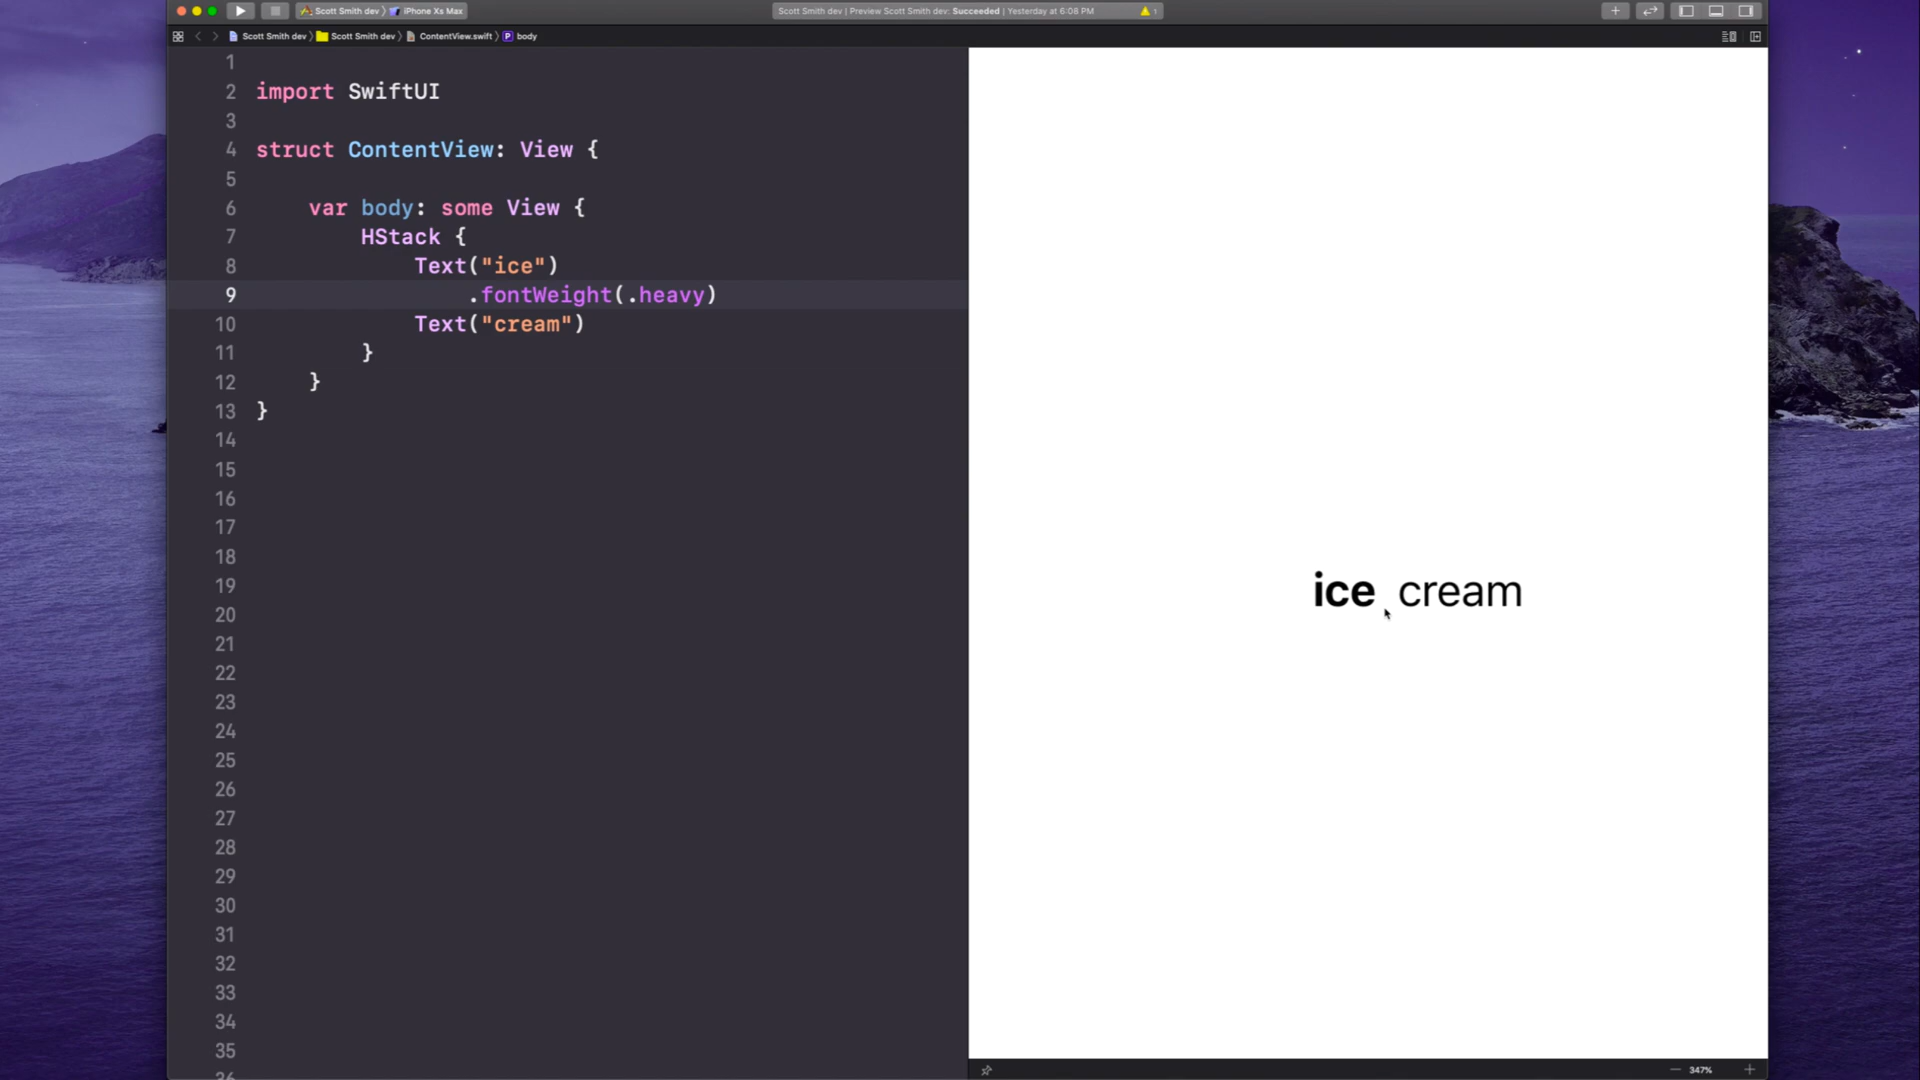 Scott Smith dev ⟩ iPhone Xs Max
Scott Smith dev | Preview Scott Smith dev: Succeeded | Yesterday at 6:08 PM
1
Scott Smith dev ⟩ Scott Smith dev ⟩ ContentView.swift ⟩ P body
1
2 import SwiftUI
3
4 struct ContentView: View {
5
6 var body: some View {
7 HStack {
8 Text("ice")
9 .fontWeight(.heavy)
10 Text("cream")
11 }
12 }
13 }
14
15
16
17
18
19
20
21
22
23
24
25
26
27
28
29
30
31
32
33
34
35
36
ice cream
347%